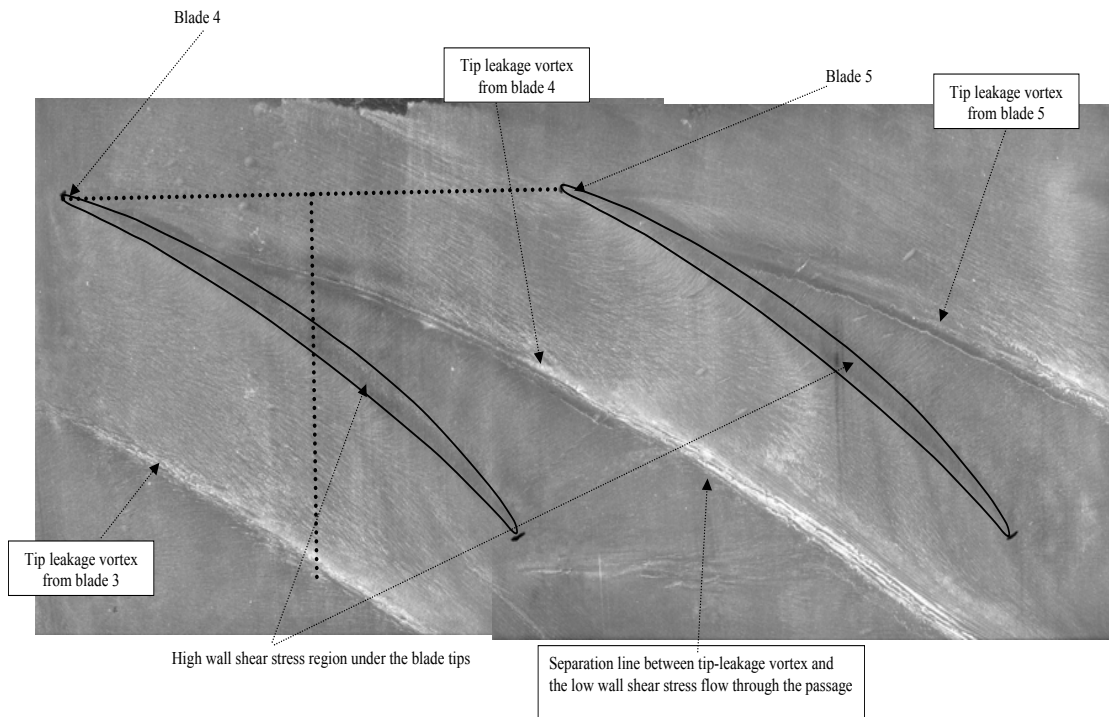 Blade 4
Tip leakage vortex
from blade 4
Blade 5
Tip leakage vortex
from blade 5
Tip leakage vortex
from blade 3
High wall shear stress region under the blade tips
Separation line between tip-leakage vortex and
the low wall shear stress flow through the passage